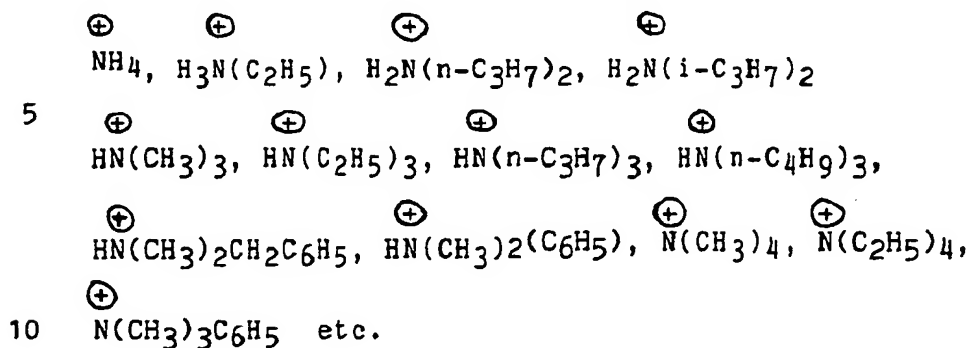 ⊕ ⊕ ⊕ ⊕
NH4, H3N(C2H5), H2N(n-C3H7)2, H2N(i-C3H7)2
5 ⊕ ⊕ ⊕ ⊕
HN(CH3)3, HN(C2H5)3, HN(n-C3H7)3, HN(n-C4H9)3,
⊕ ⊕ ⊕ ⊕
HN(CH3)2CH2C6H5, HN(CH3)2(C6H5), N(CH3)4, N(C2H5)4,
⊕
10 N(CH3)3C6H5 etc.